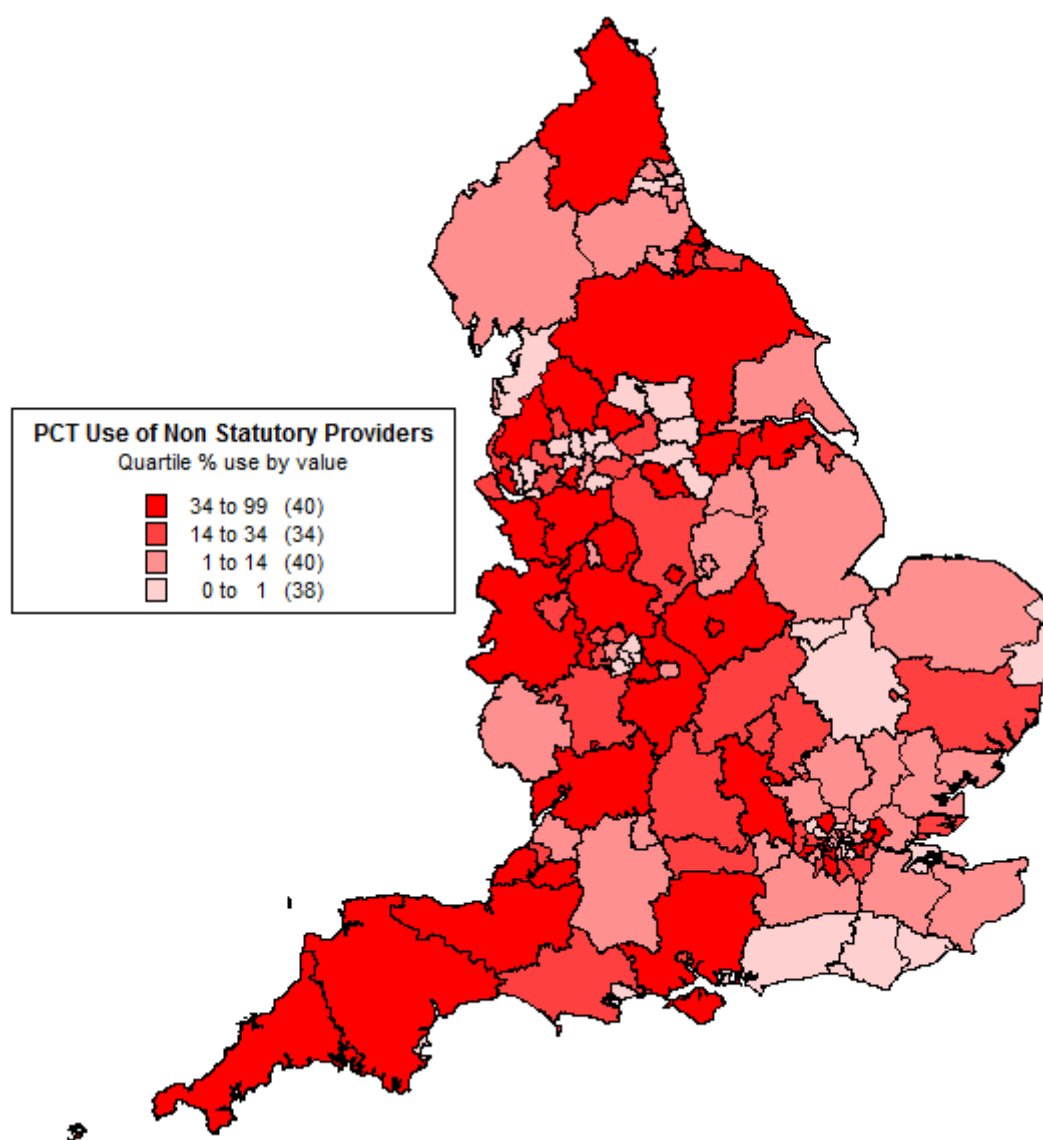 PCT Use of Non Statutory Providers
Quartile % use by value
34 to 99 (40)
14 to 34 (34)
1 to 14 (40)
0 to 1 (38)